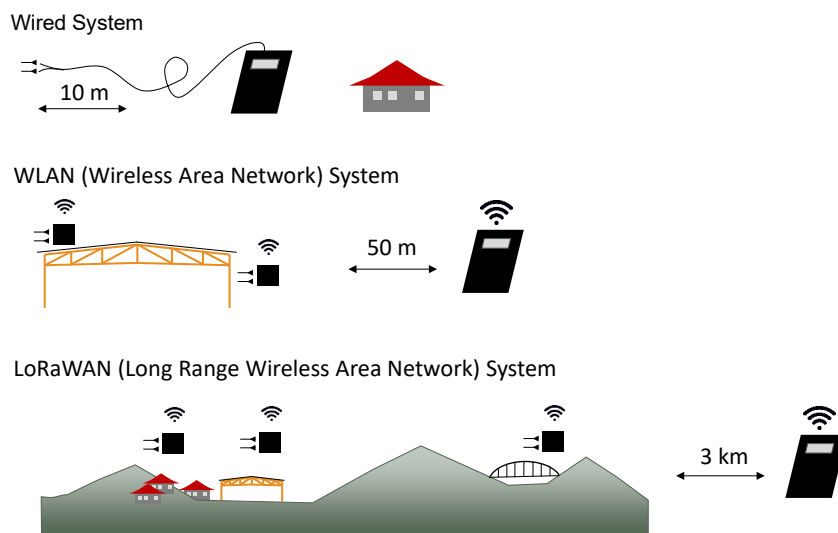 Wired System
10 m
WLAN (Wireless Area Network) System
50 m
LoRaWAN (Long Range Wireless Area Network) System
3 km